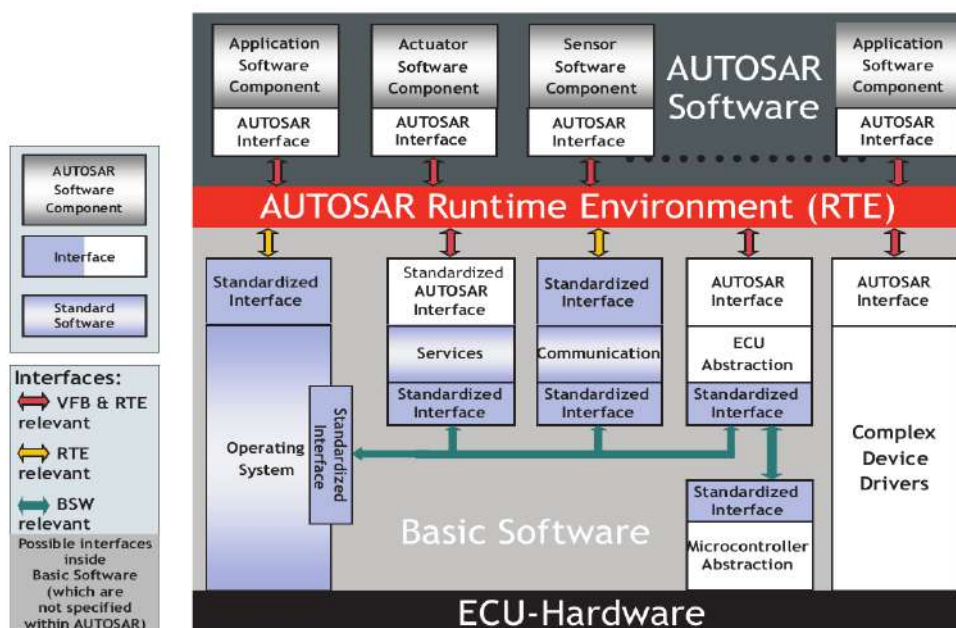 Application
Software
Component
AUTOSAR
Interface
Actuator
Software
Component
AUTOSAR
Interface
Sensor
Software
Component
AUTOSAR
Interface
AUTOSAR
Software
Application
Software
Component
AUTOSAR
Interface
AUTOSAR
Software
Component
Interface
Standard
Software
Interfaces:
VFB & RTE
relevant
RTE
relevant
BSW
relevant
Possible interfaces
inside
Basic Software
(which are
not specified
within AUTOSAR)
AUTOSAR Runtime Environment (RTE)
Standardized
Interface
Operating
System
Standardized
Interface
Standardized
AUTOSAR
Interface
Services
Standardized
Interface
Standardized
Interface
Communication
Standardized
Interface
AUTOSAR
Interface
ECU
Abstraction
Standardized
Interface
Standardized
Interface
Microcontroller
Abstraction
AUTOSAR
Interface
Complex
Device
Drivers
Basic Software
ECU-Hardware